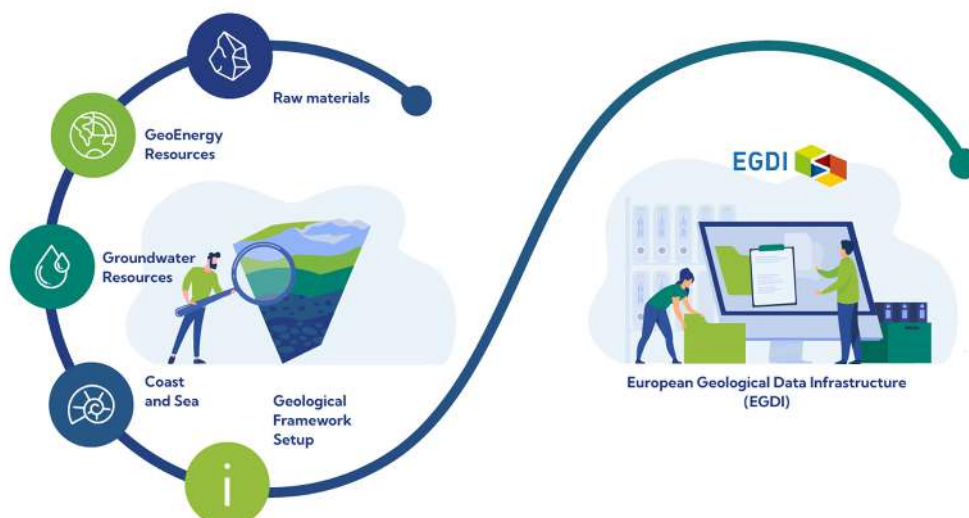 Raw materials
GeoEnergy
Resources
Groundwater
Resources
Coast
and Sea
Geological
Framework
Setup
i
EGDI
European Geological Data Infrastructure
(EGDI)